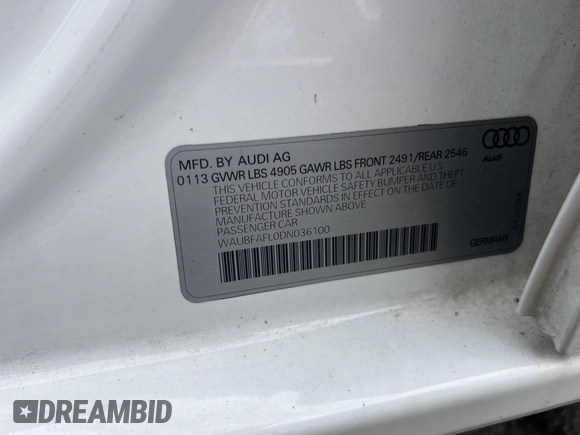 MFD. BY AUDI AG
0113 GVWR LBS 4905 GAWR LBS FRONT 2491/REAR 2546
THIS VEHICLE CONFORMS TO ALL APPLICABLE U S
FEDERAL MOTOR VEHICLE SAFETY BUMPER AND THEFT
PREVENTION STANDARDS IN EFFECT ON THE DATE OF
MANUFACTURE SHOWN ABOVE
PASSENGER CAR
WAUBFAFL0DN036100
Audi
GERMANY
DREAMBID